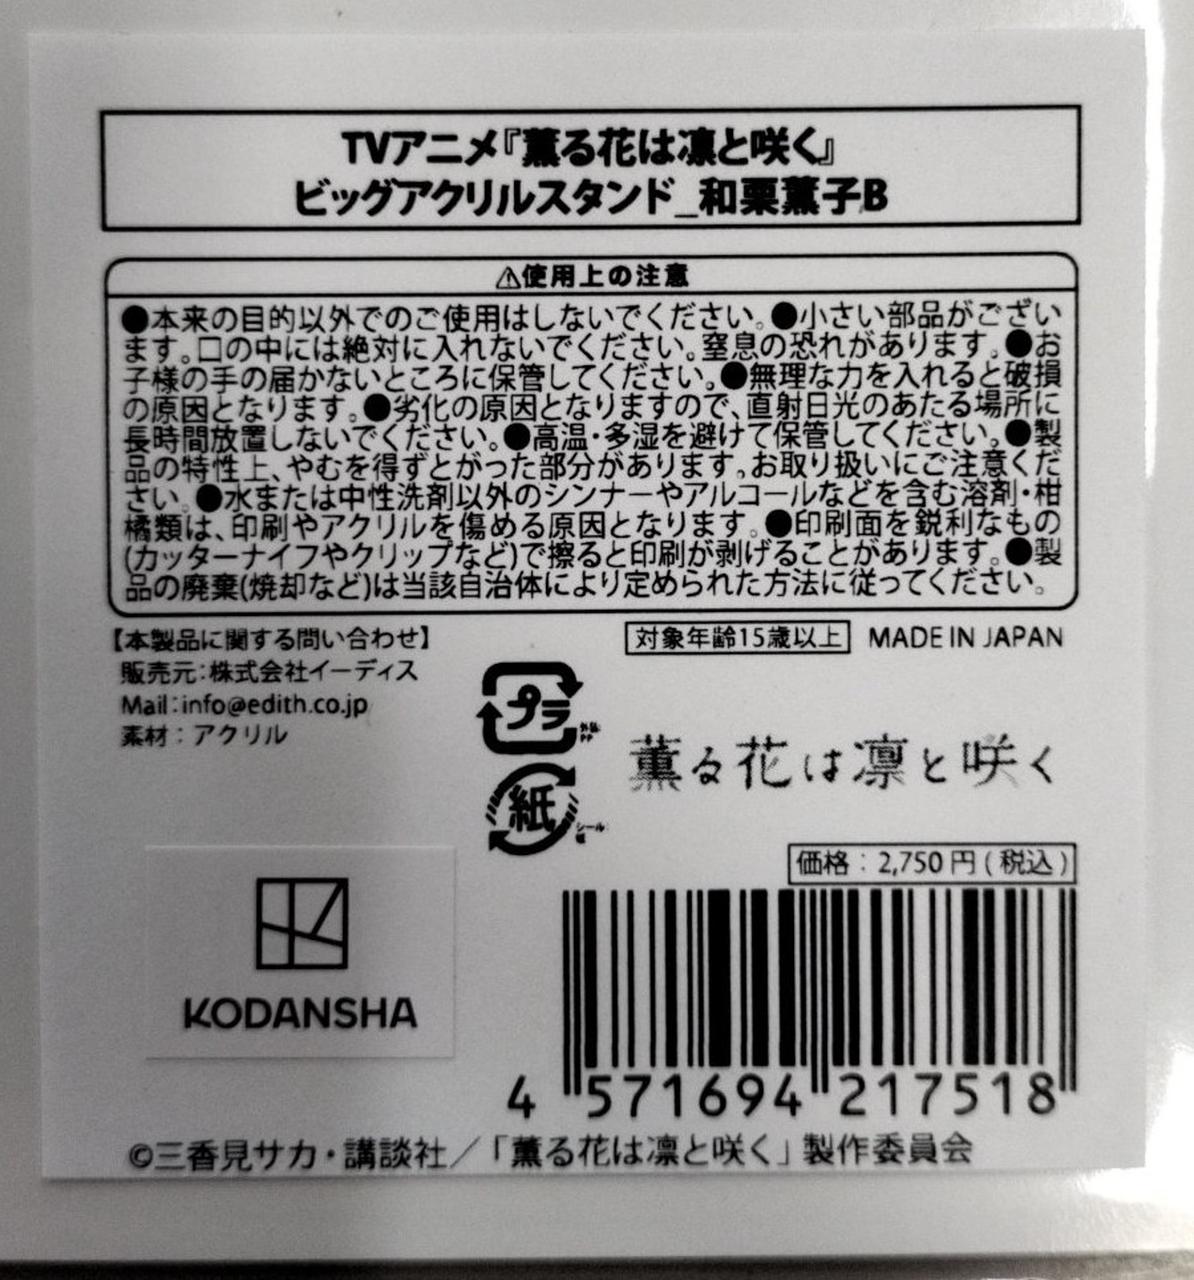 TVアニメ『薫る花は凛と咲く』
ビッグアクリルスタンド_和栗薫子B
⚠使用上の注意
●本来の目的以外でのご使用はしないでください。●小さい部品がござい
ます。口の中には絶対に入れないでください。窒息の恐れがあります。●お
子様の手の届かないところに保管してください。●無理な力を入れると破損
の原因となります。●劣化の原因となりますので、直射日光のあたる場所に
長時間放置しないでください。●高温・多湿を避けて保管してください。●製
品の特性上、やむを得ずとがった部分があります。お取り扱いにご注意くだ
さい。●水または中性洗剤以外のシンナーやアルコールなどを含む溶剤・柑
橘類は、印刷やアクリルを傷める原因となります。●印刷面を鋭利なもの
(カッターナイフやクリップなど)で擦ると印刷が剥げることがあります。●製
品の廃棄(焼却など)は当該自治体により定められた方法に従ってください。
【本製品に関する問い合わせ】
販売元：株式会社イーディス
Mail：info@edith.co.jp
素材：アクリル
対象年齢15歳以上 MADE IN JAPAN
プラ
外装:PP
紙
シール:紙
薫る花は凛と咲く
価格：2,750円(税込)
KODANSHA
4 571694 217518
©三香見サカ・講談社／「薫る花は凛と咲く」製作委員会